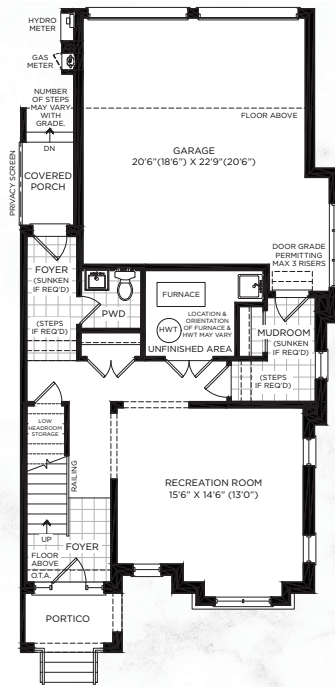 HYDRO
METER
GAS
METER
NUMBER
OF STEPS
MAY VARY
WITH
GRADE.
DN
FLOOR ABOVE
GARAGE
20'6"(18'6") X 22'9"(20'6")
PRIVACY SCREEN
COVERED
PORCH
DOOR GRADE
PERMITTING
MAX 3 RISERS
FOYER
(SUNKEN
IF REQ'D)
(STEPS
IF REQ'D)
PWD
FURNACE
HWT
LOCATION &
ORIENTATION
OF FURNACE &
HWT MAY VARY
UNFINISHED AREA
MUDROOM
(SUNKEN
IF REQ'D)
(STEPS
IF REQ'D)
LOW
HEADROOM
STORAGE
RAILING
RECREATION ROOM
15'6" X 14'6" (13'0")
UP
FLOOR
ABOVE
O.T.A.
FOYER
PORTICO